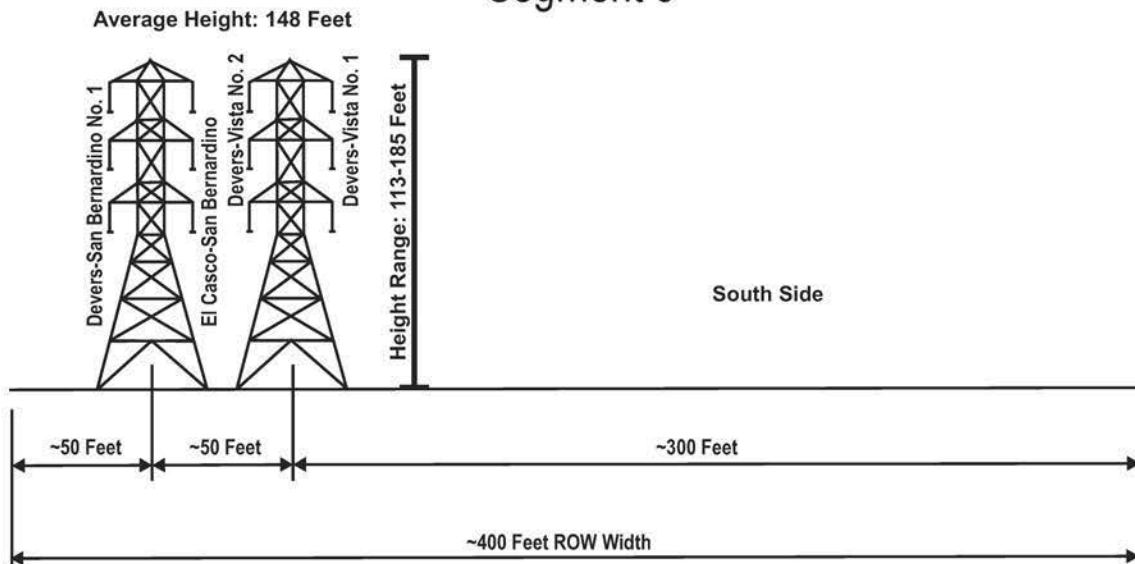 Average Height: 148 Feet
Devers-San Bernardino No. 1
El Casco-San Bernardino
Devers-Vista No. 2
Devers-Vista No. 1
Height Range: 113-185 Feet
South Side
~50 Feet
~50 Feet
~300 Feet
~400 Feet ROW Width